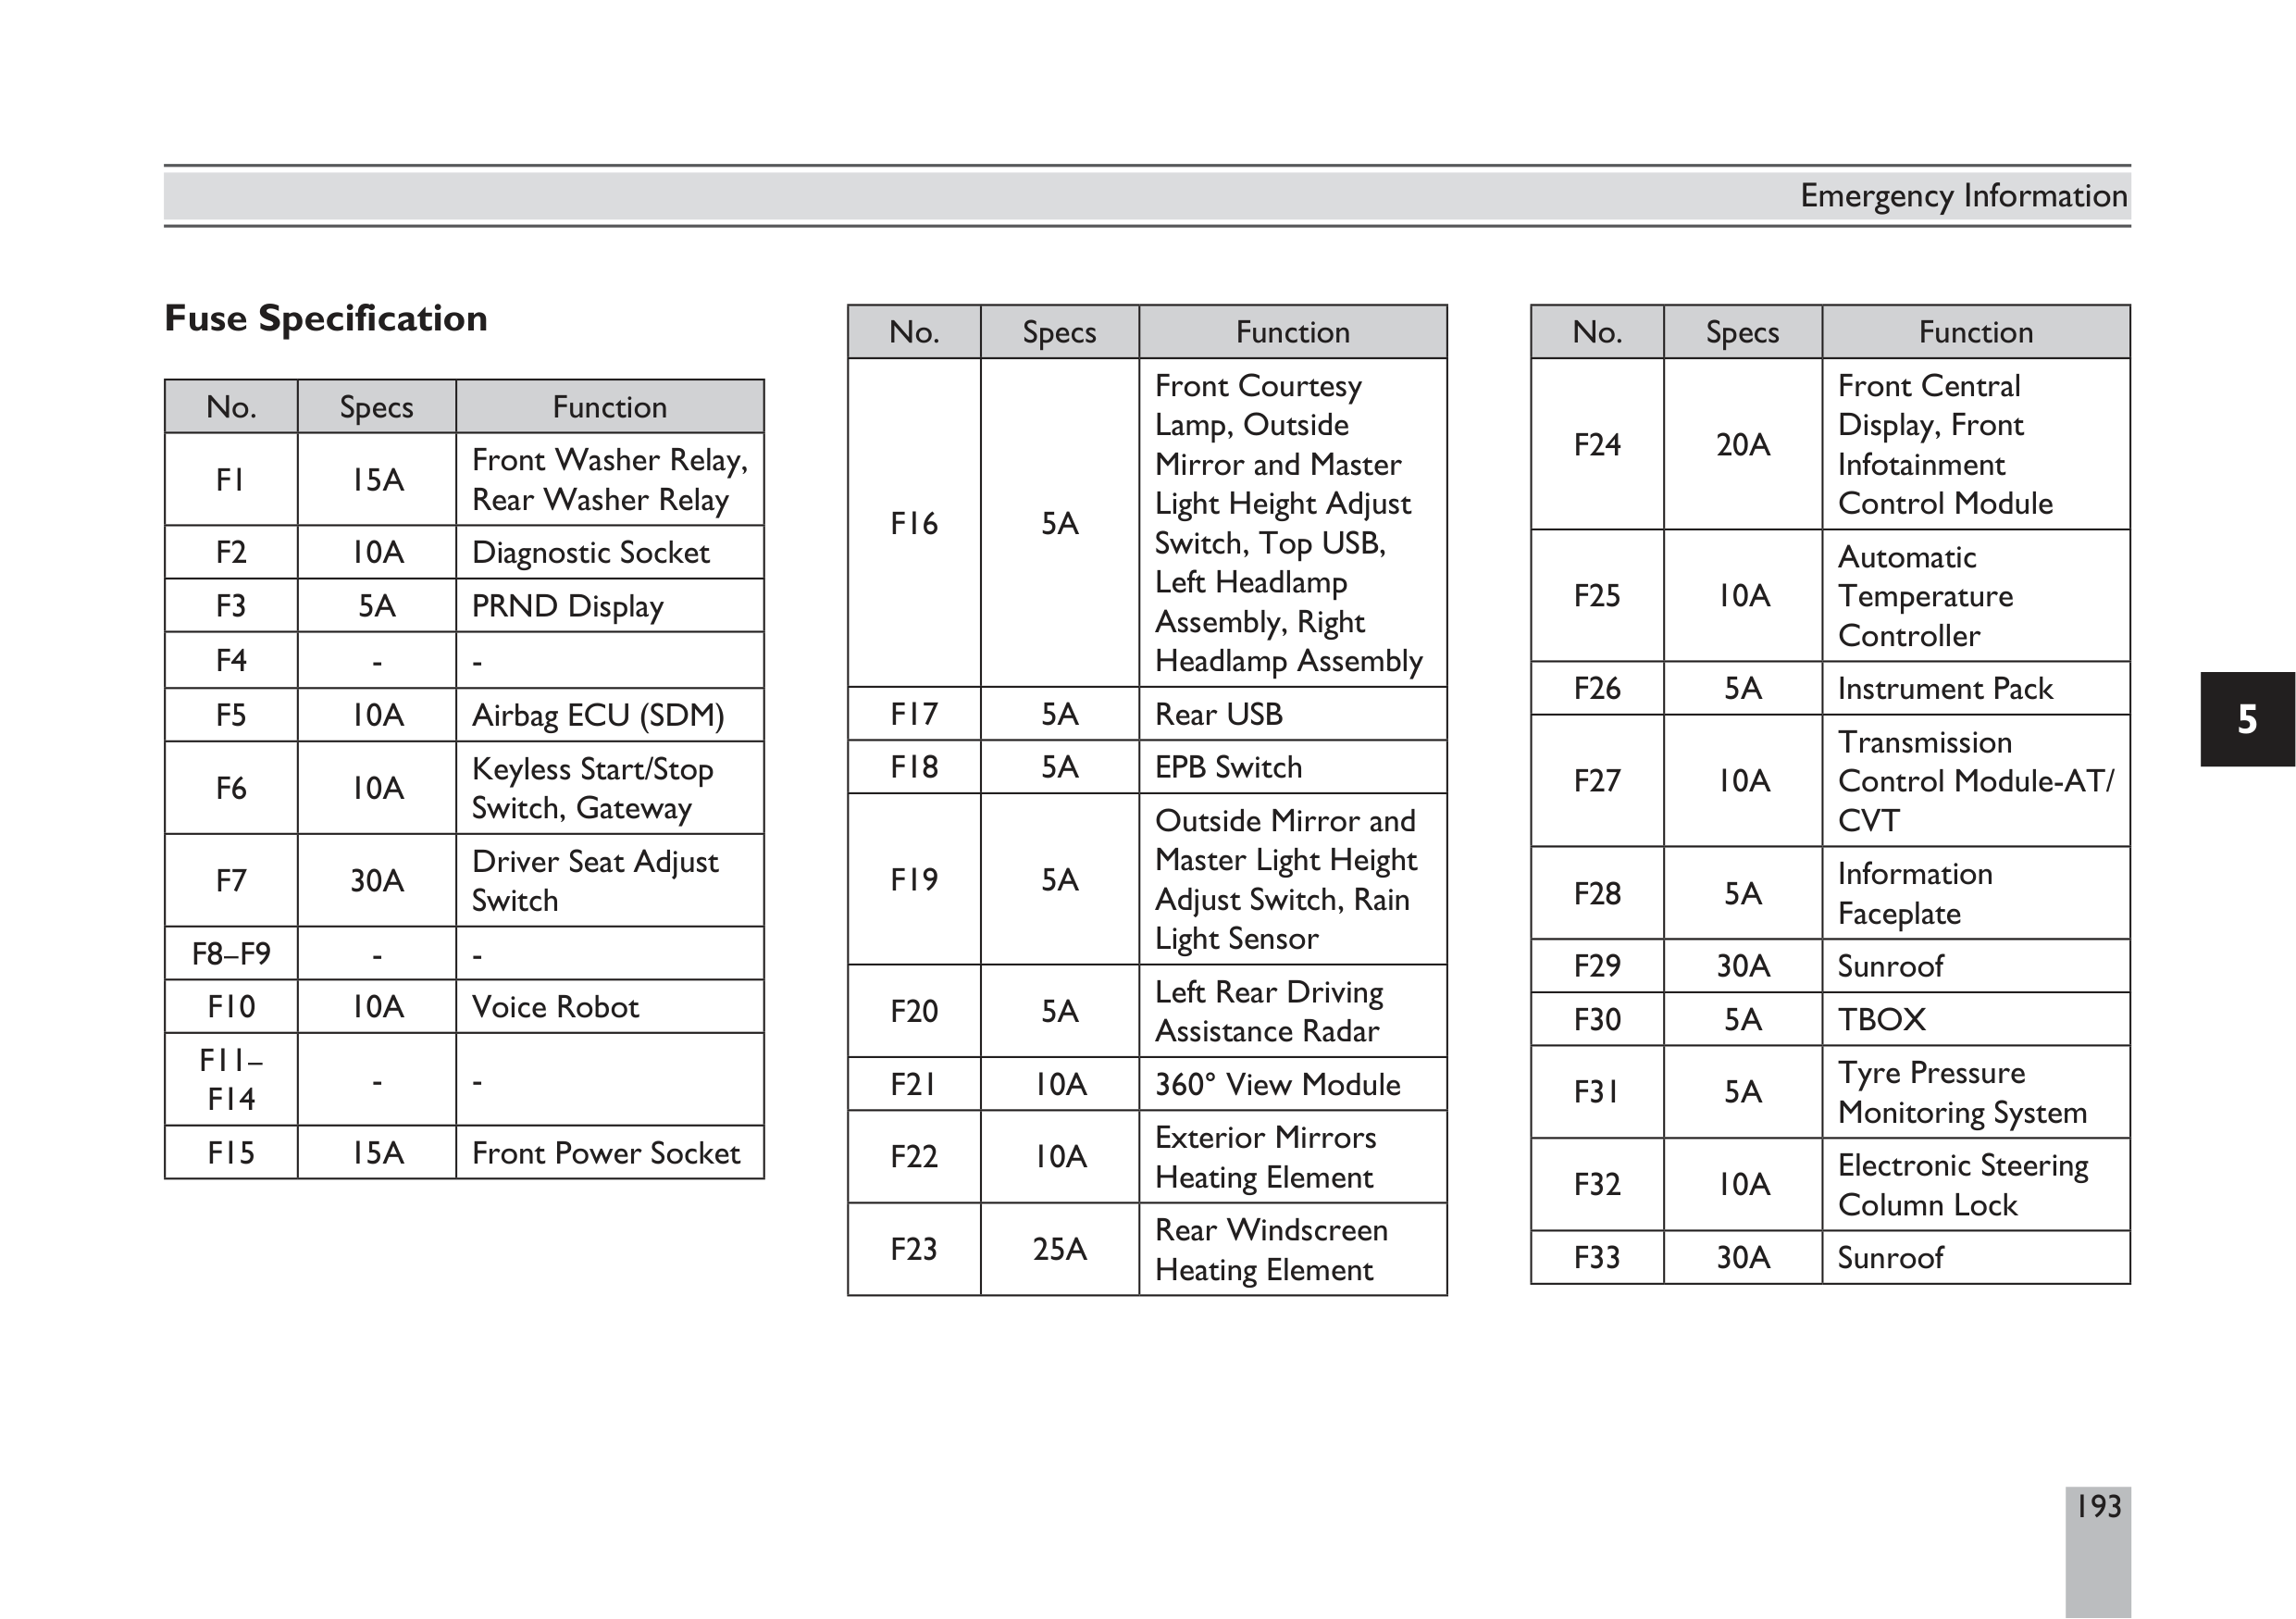 Emergency Information
Fuse Specification
No. Specs Function
F1 15A Front Washer Relay,
Rear Washer Relay
F2 10A Diagnostic Socket
F3 5A PRND Display
F4 - -
F5 10A Airbag ECU (SDM)
F6 10A Keyless Start/Stop
Switch, Gateway
F7 30A Driver Seat Adjust
Switch
F8–F9 - -
F10 10A Voice Robot
F11–
F14 - -
F15 15A Front Power Socket
No. Specs Function
F16 5A Front Courtesy
Lamp, Outside
Mirror and Master
Light Height Adjust
Switch, Top USB,
Left Headlamp
Assembly, Right
Headlamp Assembly
F17 5A Rear USB
F18 5A EPB Switch
F19 5A Outside Mirror and
Master Light Height
Adjust Switch, Rain
Light Sensor
F20 5A Left Rear Driving
Assistance Radar
F21 10A 360° View Module
F22 10A Exterior Mirrors
Heating Element
F23 25A Rear Windscreen
Heating Element
No. Specs Function
F24 20A Front Central
Display, Front
Infotainment
Control Module
F25 10A Automatic
Temperature
Controller
F26 5A Instrument Pack
F27 10A Transmission
Control Module-AT/
CVT
F28 5A Information
Faceplate
F29 30A Sunroof
F30 5A TBOX
F31 5A Tyre Pressure
Monitoring System
F32 10A Electronic Steering
Column Lock
F33 30A Sunroof
5
193